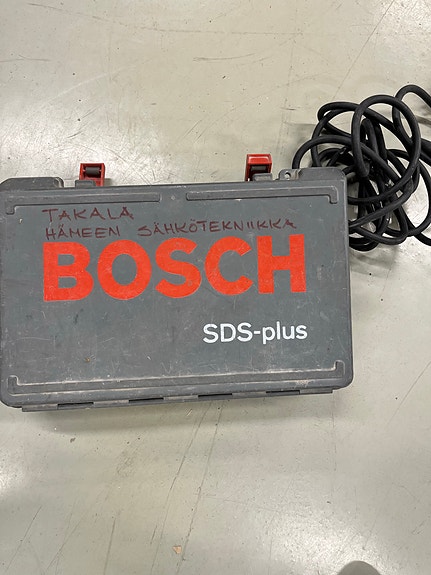 TAKALA
HÄMEEN SÄHKÖTEKNIIKKA
BOSCH
SDS-plus